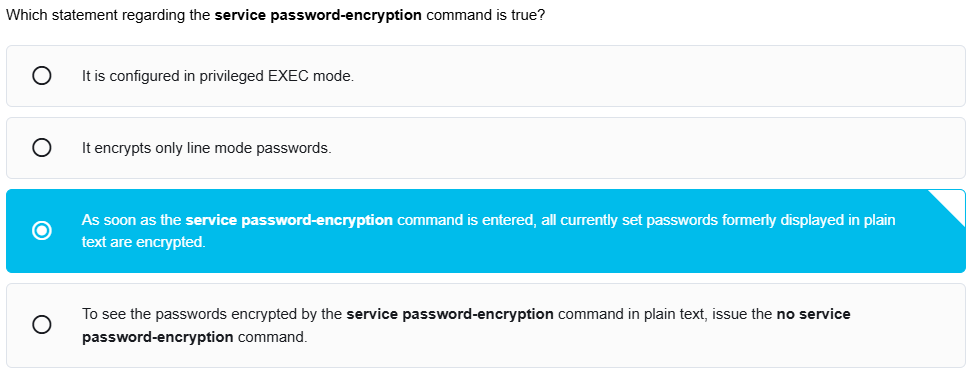 Which statement regarding the service password-encryption command is true?
It is configured in privileged EXEC mode.
It encrypts only line mode passwords.
As soon as the service password-encryption command is entered, all currently set passwords formerly displayed in plain
text are encrypted.
To see the passwords encrypted by the service password-encryption command in plain text, issue the no service
password-encryption command.